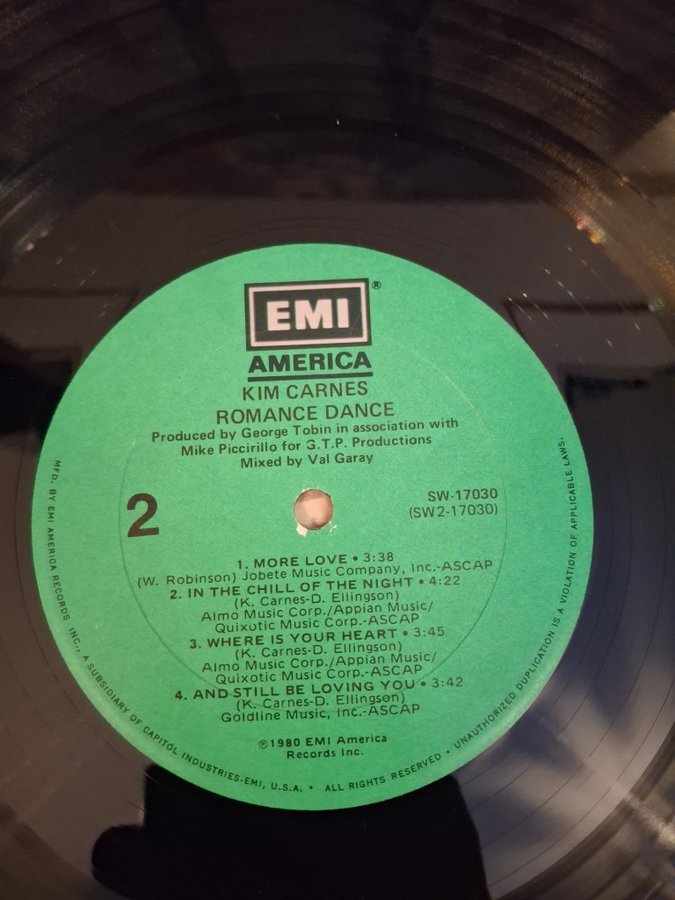 EMI®
AMERICA
KIM CARNES
ROMANCE DANCE
Produced by George Tobin in association with
Mike Piccirillo for G.T.P. Productions
Mixed by Val Garay
2
SW-17030
(SW2-17030)
1. MORE LOVE • 3:38
(W. Robinson) Jobete Music Company, Inc.-ASCAP
2. IN THE CHILL OF THE NIGHT • 4:22
(K. Carnes-D. Ellingson)
Almo Music Corp./Appian Music/
Quixotic Music Corp.-ASCAP
3. WHERE IS YOUR HEART • 3:45
(K. Carnes-D. Ellingson)
Almo Music Corp./Appian Music/
Quixotic Music Corp.-ASCAP
4. AND STILL BE LOVING YOU • 3:42
(K. Carnes-D. Ellingson)
Goldline Music, Inc.-ASCAP
℗1980 EMI America
Records Inc.
MFD. BY EMI AMERICA RECORDS INC., A SUBSIDIARY OF CAPITOL INDUSTRIES-EMI, U.S.A. • ALL RIGHTS RESERVED • UNAUTHORIZED DUPLICATION IS A VIOLATION OF APPLICABLE LAWS.